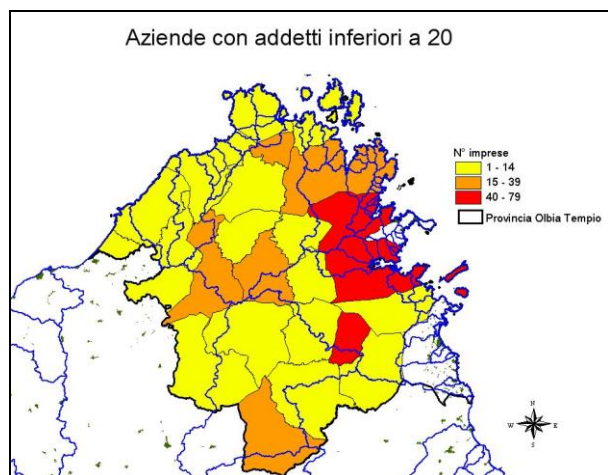 Aziende con addetti inferiori a 20
N° imprese
1 - 14
15 - 39
40 - 79
Provincia Olbia Tempio
N
W E
S